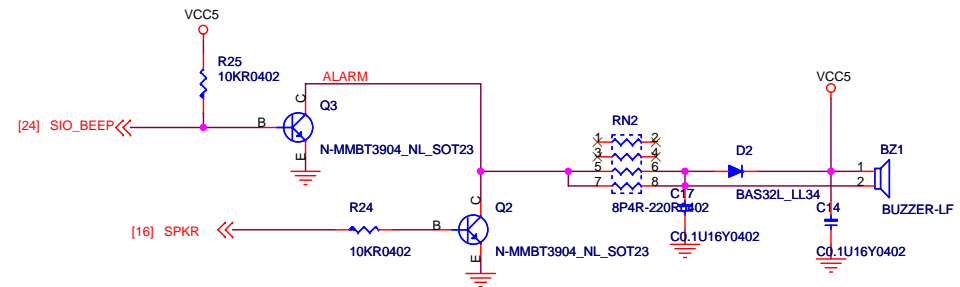 VCC5
R25
10KR0402
ALARM
VCC5
C
Q3
[24] SIO_BEEP
B
RN2
1 2
3 4
D2
BZ1
E
N-MMBT3904_NL_SOT23
5 6
1
7 8
2
C17
BAS32L_LL34
R24
C
Q2
8P4R-220R0402
C14
BUZZER-LF
[16] SPKR
B
10KR0402
E
N-MMBT3904_NL_SOT23
C0.1U16Y0402
C0.1U16Y0402